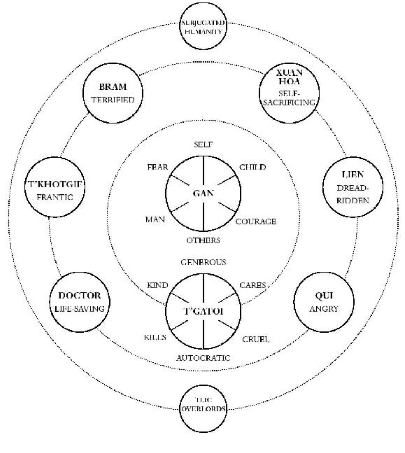 SUBJUGATED
HUMANITY
BRAM
TERRIFIED
XUAN
HOA
SELF-
SACRIFICING
SELF
FEAR
CHILD
GAN
T'KHOTGIF
FRANTIC
LIEN
DREAD-
RIDDEN
MAN
COURAGE
OTHERS
GENEROUS
KIND
CARES
DOCTOR
LIFE-SAVING
T'GATOI
QUI
ANGRY
KILLS
CRUEL
AUTOCRATIC
TLIC
OVERLORDS